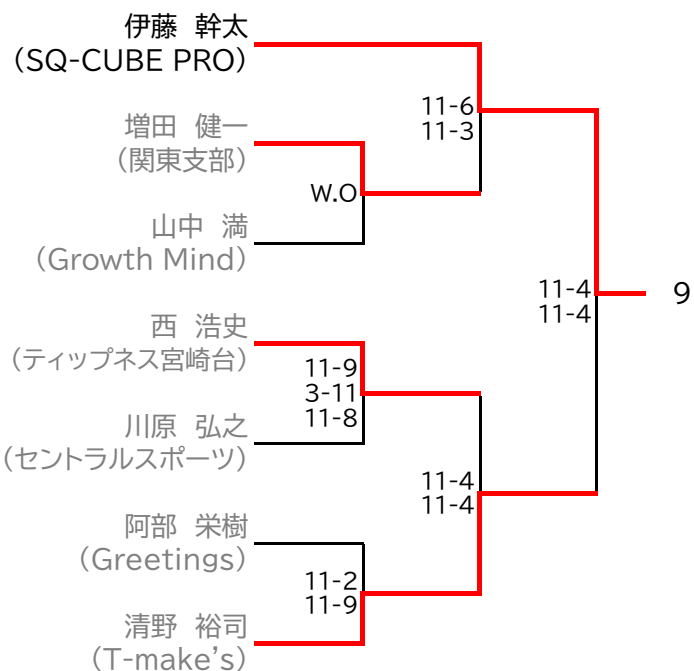 伊藤 幹太
(SQ-CUBE PRO)
11-6
11-3
増田 健一
(関東支部)
W.O
山中 満
(Growth Mind)
11-4
11-4
9
西 浩史
(ティップネス宮崎台)
11-9
3-11
11-8
川原 弘之
(セントラルスポーツ)
11-4
11-4
阿部 栄樹
(Greetings)
11-2
11-9
清野 裕司
(T-make's)